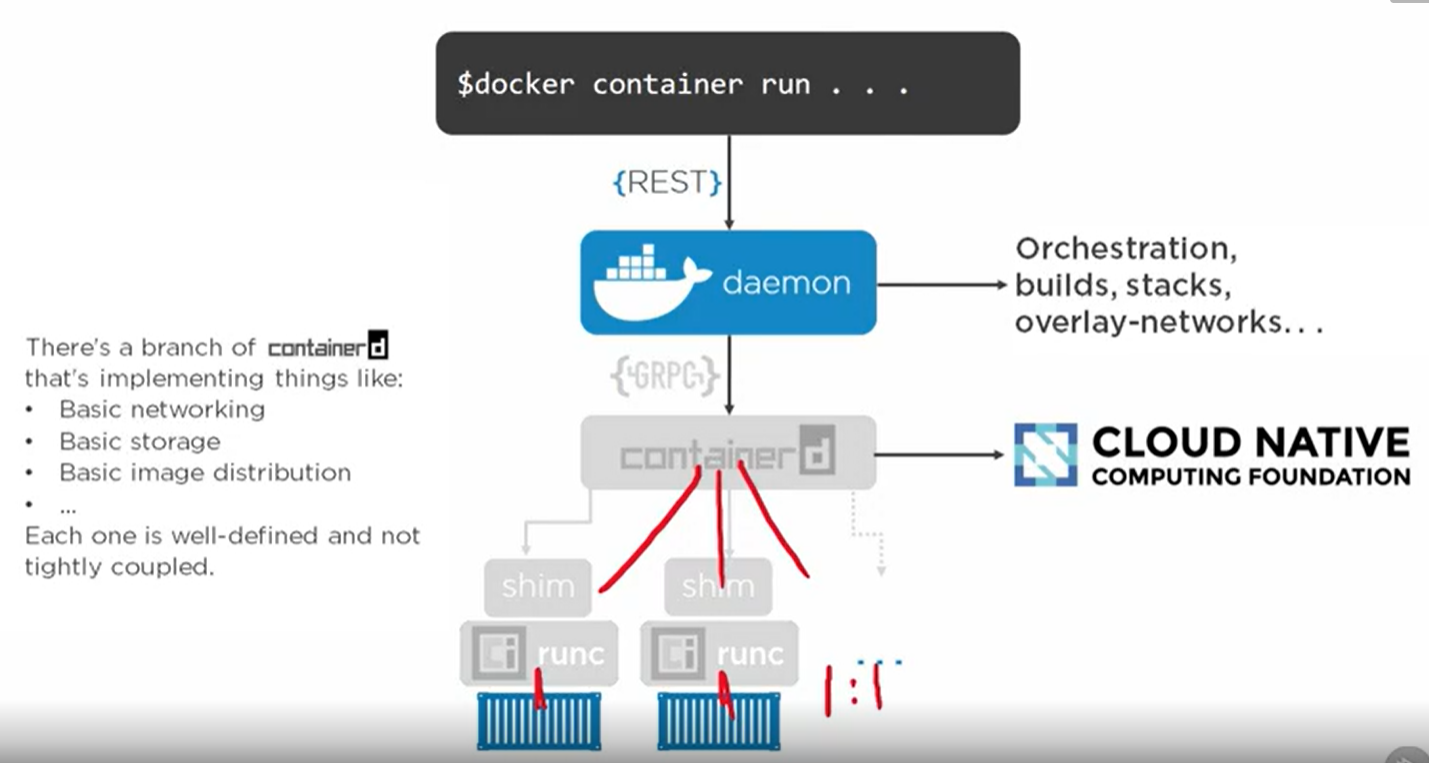 $docker container run . . .
{REST}
daemon
Orchestration,
builds, stacks,
overlay-networks...
There's a branch of containerd
that's implementing things like:
• Basic networking
• Basic storage
• Basic image distribution
• ...
Each one is well-defined and not
tightly coupled.
{GRPC}
containerd
CLOUD NATIVE
COMPUTING FOUNDATION
shim
shim
Ci runc
Ci runc
...
1:1